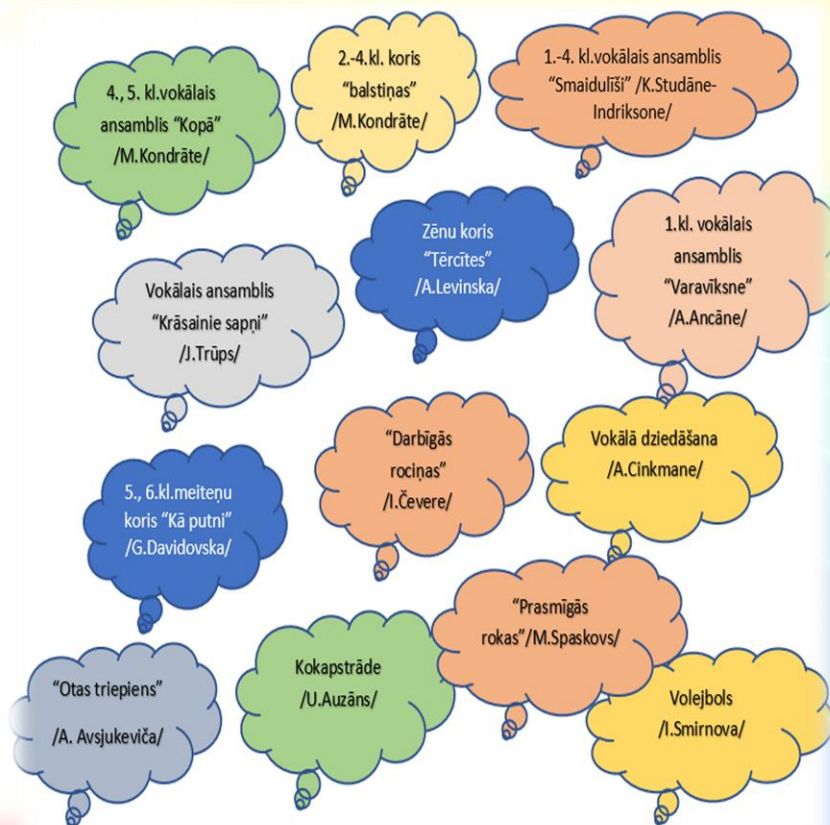 4., 5. kl.vokālais
ansamblis “Kopā”
/M.Kondrāte/
2.-4.kl. koris
“balstiņas”
/M.Kondrāte/
1.-4. kl.vokālais ansamblis
“Smaidulīši” /K.Studāne-
Indriksone/
Vokālais ansamblis
“Krāsainie sapņi”
/J.Trūps/
Zēnu koris
“Tērcītes”
/A.Levinska/
1.kl. vokālais
ansamblis
“Varavīksne”
/A.Ancāne/
5., 6.kl.meiteņu
koris “Kā putni”
/G.Davidovska/
“Darbīgās
rociņas”
/I.Čevere/
Vokālā dziedāšana
/A.Cinkmane/
“Otas triepiens”
/A. Avsjukeviča/
Kokapstrāde
/U.Auzāns/
“Prasmīgās
rokas”/M.Spaskovs/
Volejbols
/I.Smirnova/